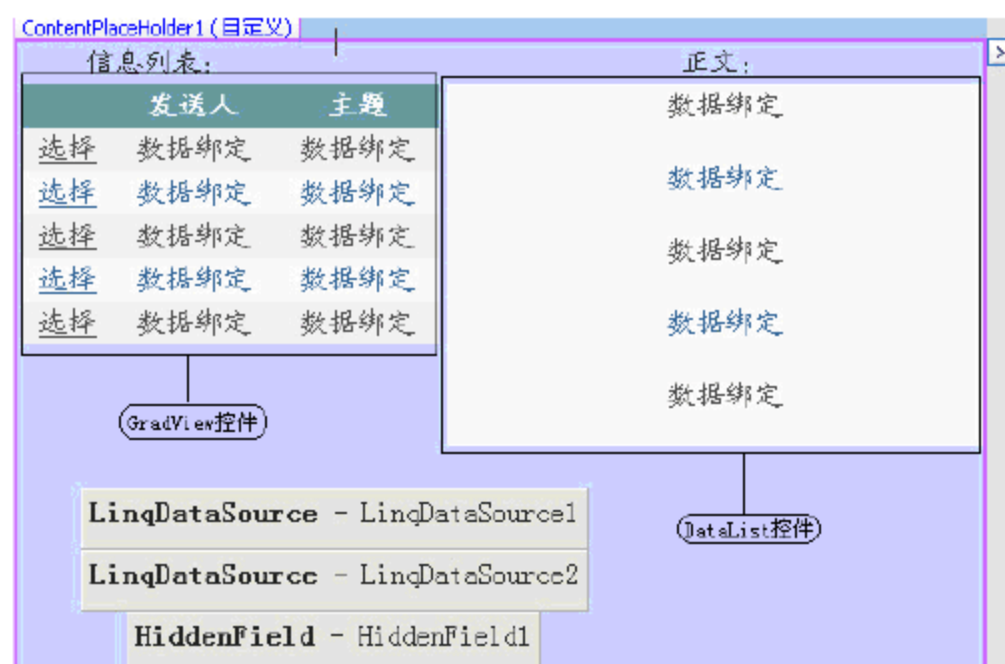 ContentPlaceHolder1 (自定义)
信息列表:
发送人 主题
选择 数据绑定 数据绑定
选择 数据绑定 数据绑定
选择 数据绑定 数据绑定
选择 数据绑定 数据绑定
选择 数据绑定 数据绑定
GradView控件
正文:
数据绑定
数据绑定
数据绑定
数据绑定
数据绑定
DataList控件
LinqDataSource - LinqDataSource1
LinqDataSource - LinqDataSource2
HiddenField - HiddenField1